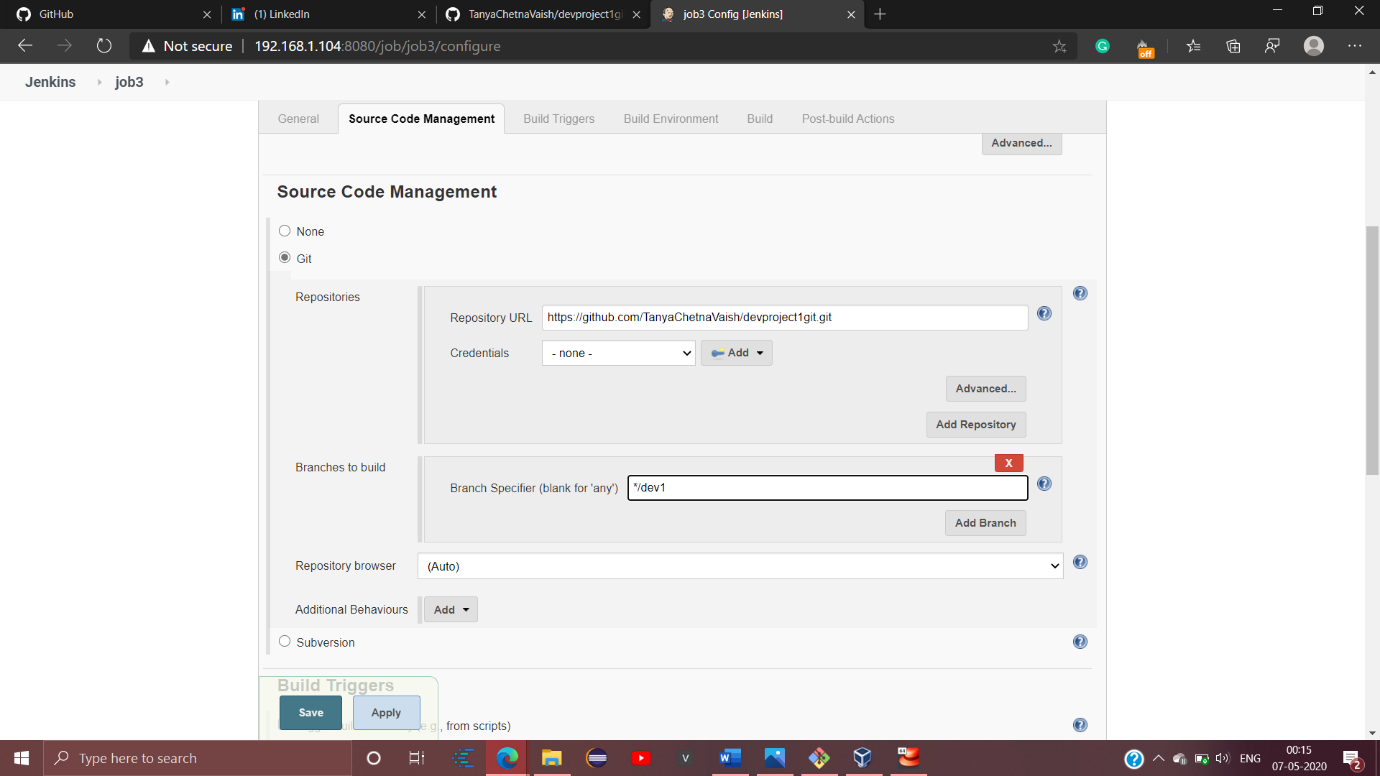 GitHub
(1) LinkedIn
TanyaChetnaVaish/devproject1gi
job3 Config [Jenkins]
Not secure | 192.168.1.104:8080/job/job3/configure
off
Jenkins
job3
General
Source Code Management
Build Triggers
Build Environment
Build
Post-build Actions
Advanced...
Source Code Management
None
Git
Repositories
Repository URL
https://github.com/TanyaChetnaVaish/devproject1git.git
Credentials
- none -
Add
Advanced...
Add Repository
Branches to build
X
Branch Specifier (blank for 'any')
*/dev1
Add Branch
Repository browser
(Auto)
Additional Behaviours
Add
Subversion
Build Triggers
Save
Apply
from scripts)
Type here to search
ENG
00:15
07-05-2020
2